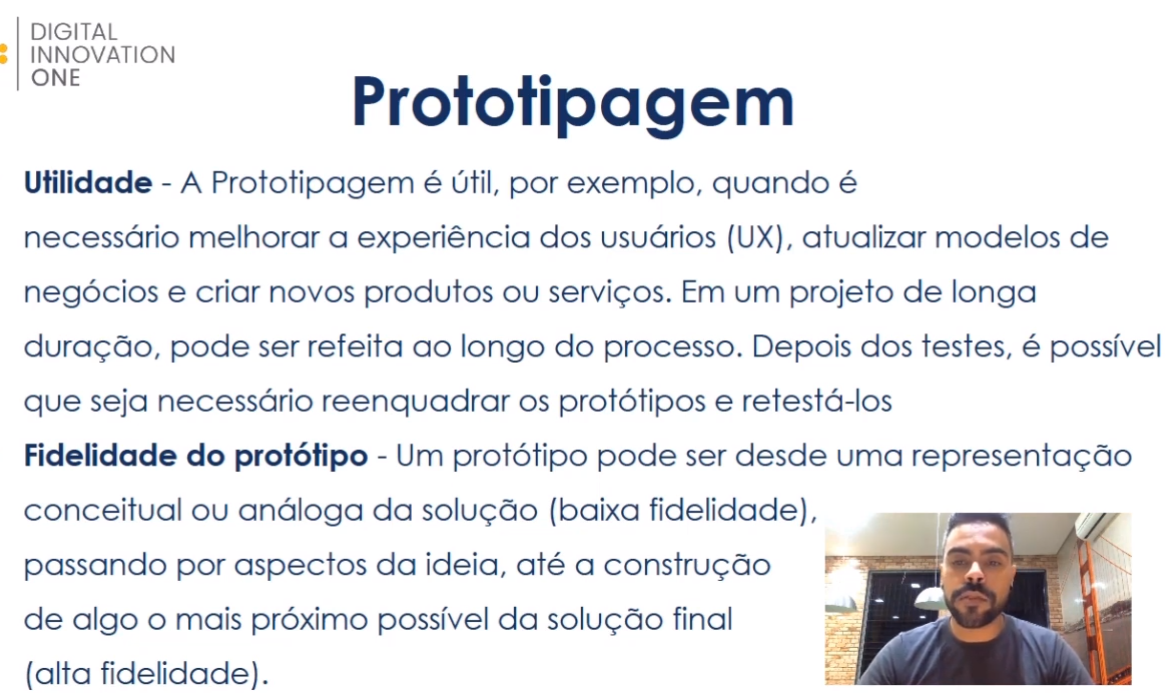 DIGITAL
INNOVATION
ONE
Prototipagem
Utilidade - A Prototipagem é útil, por exemplo, quando é
necessário melhorar a experiência dos usuários (UX), atualizar modelos de
negócios e criar novos produtos ou serviços. Em um projeto de longa
duração, pode ser refeita ao longo do processo. Depois dos testes, é possível
que seja necessário reenquadrar os protótipos e retestá-los
Fidelidade do protótipo - Um protótipo pode ser desde uma representação
conceitual ou análoga da solução (baixa fidelidade),
passando por aspectos da ideia, até a construção
de algo o mais próximo possível da solução final
(alta fidelidade).